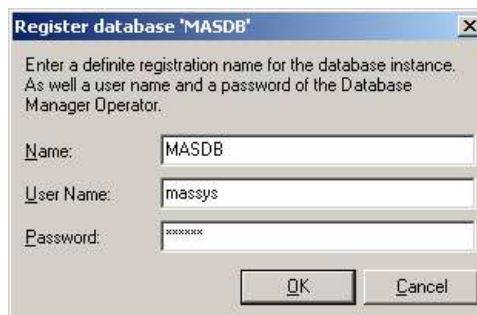 Register database 'MASDB'
Enter a definite registration name for the database instance.
As well a user name and a password of the Database
Manager Operator.
Name: MASDB
User Name: massys
Password: ******
OK Cancel